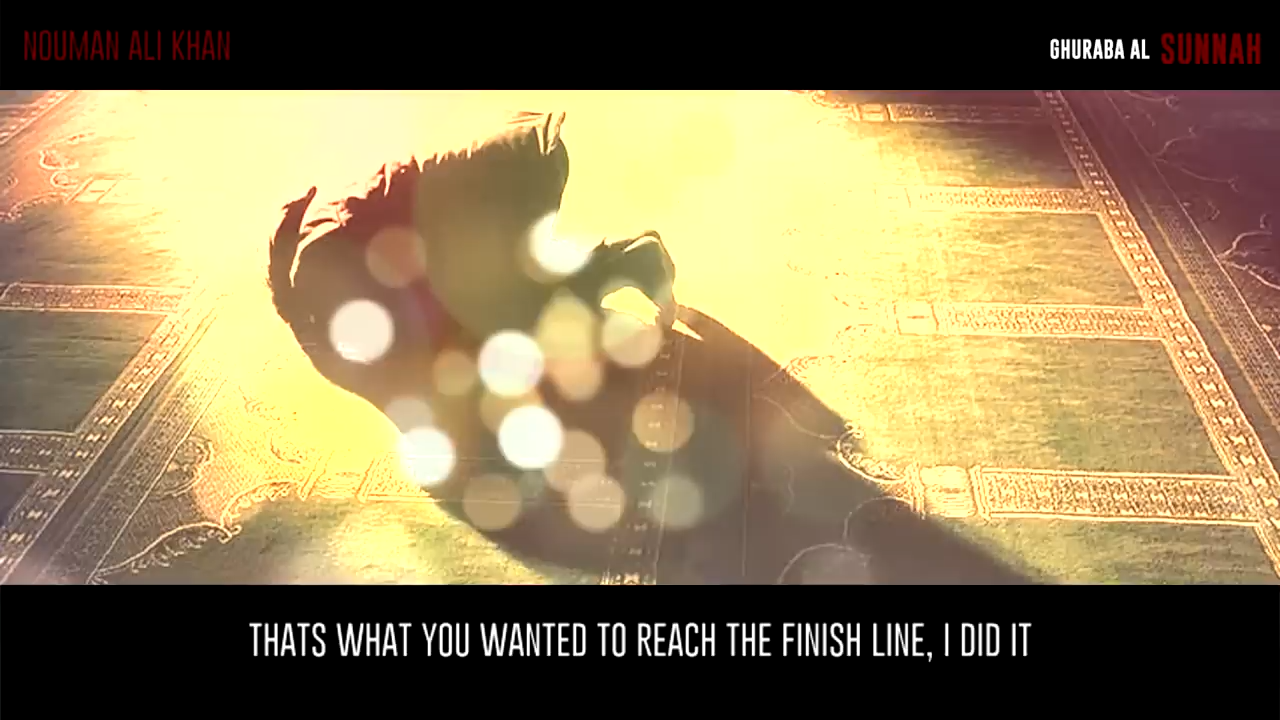 NOUMAN ALI KHAN
GHURABA AL SUNNAH
THATS WHAT YOU WANTED TO REACH THE FINISH LINE, I DID IT